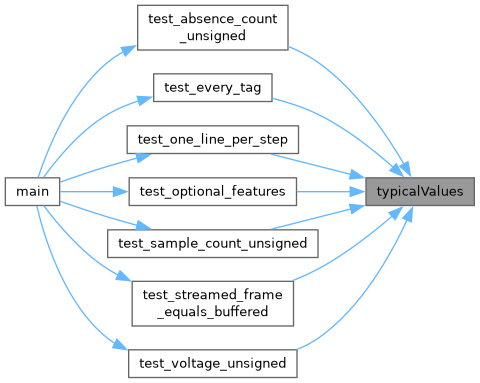 test_absence_count
_unsigned
test_every_tag
test_one_line_per_step
main
test_optional_features
typicalValues
test_sample_count_unsigned
test_streamed_frame
_equals_buffered
test_voltage_unsigned